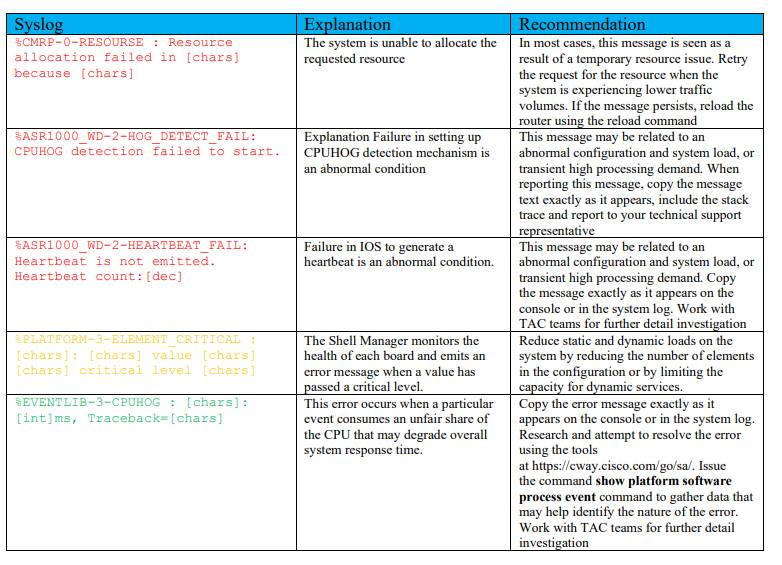 Syslog
Explanation
Recommendation
%CMRP-0-RESOURSE : Resource
allocation failed in [chars]
because [chars]
The system is unable to allocate the
requested resource
In most cases, this message is seen as a
result of a temporary resource issue. Retry
the request for the resource when the
system is experiencing lower traffic
volumes. If the message persists, reload the
router using the reload command
%ASR1000_WD-2-HOG_DETECT_FAIL:
CPUHOG detection failed to start.
Explanation Failure in setting up
CPUHOG detection mechanism is
an abnormal condition
This message may be related to an
abnormal configuration and system load, or
transient high processing demand. When
reporting this message, copy the message
text exactly as it appears, include the stack
trace and report to your technical support
representative
%ASR1000_WD-2-HEARTBEAT_FAIL:
Heartbeat is not emitted.
Heartbeat count:[dec]
Failure in IOS to generate a
heartbeat is an abnormal condition.
This message may be related to an
abnormal configuration and system load, or
transient high processing demand. Copy
the message exactly as it appears on the
console or in the system log. Work with
TAC teams for further detail investigation
%PLATFORM-3-ELEMENT_CRITICAL :
[chars]: [chars] value [chars]
[chars] critical level [chars]
The Shell Manager monitors the
health of each board and emits an
error message when a value has
passed a critical level.
Reduce static and dynamic loads on the
system by reducing the number of elements
in the configuration or by limiting the
capacity for dynamic services.
%EVENTLIB-3-CPUHOG : [chars]:
[int]ms, Traceback=[chars]
This error occurs when a particular
event consumes an unfair share of
the CPU that may degrade overall
system response time.
Copy the error message exactly as it
appears on the console or in the system log.
Research and attempt to resolve the error
using the tools
at https://cway.cisco.com/go/sa/. Issue
the command show platform software
process event command to gather data that
may help identify the nature of the error.
Work with TAC teams for further detail
investigation